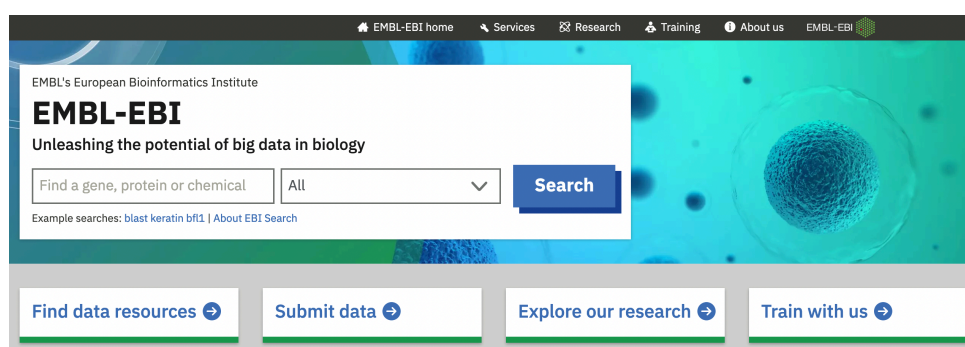 EMBL-EBI home Services Research Training About us EMBL-EBI
EMBL's European Bioinformatics Institute
EMBL-EBI
Unleashing the potential of big data in biology
Find a gene, protein or chemical All Search
Example searches: blast keratin bfl1 | About EBI Search
Find data resources Submit data Explore our research Train with us